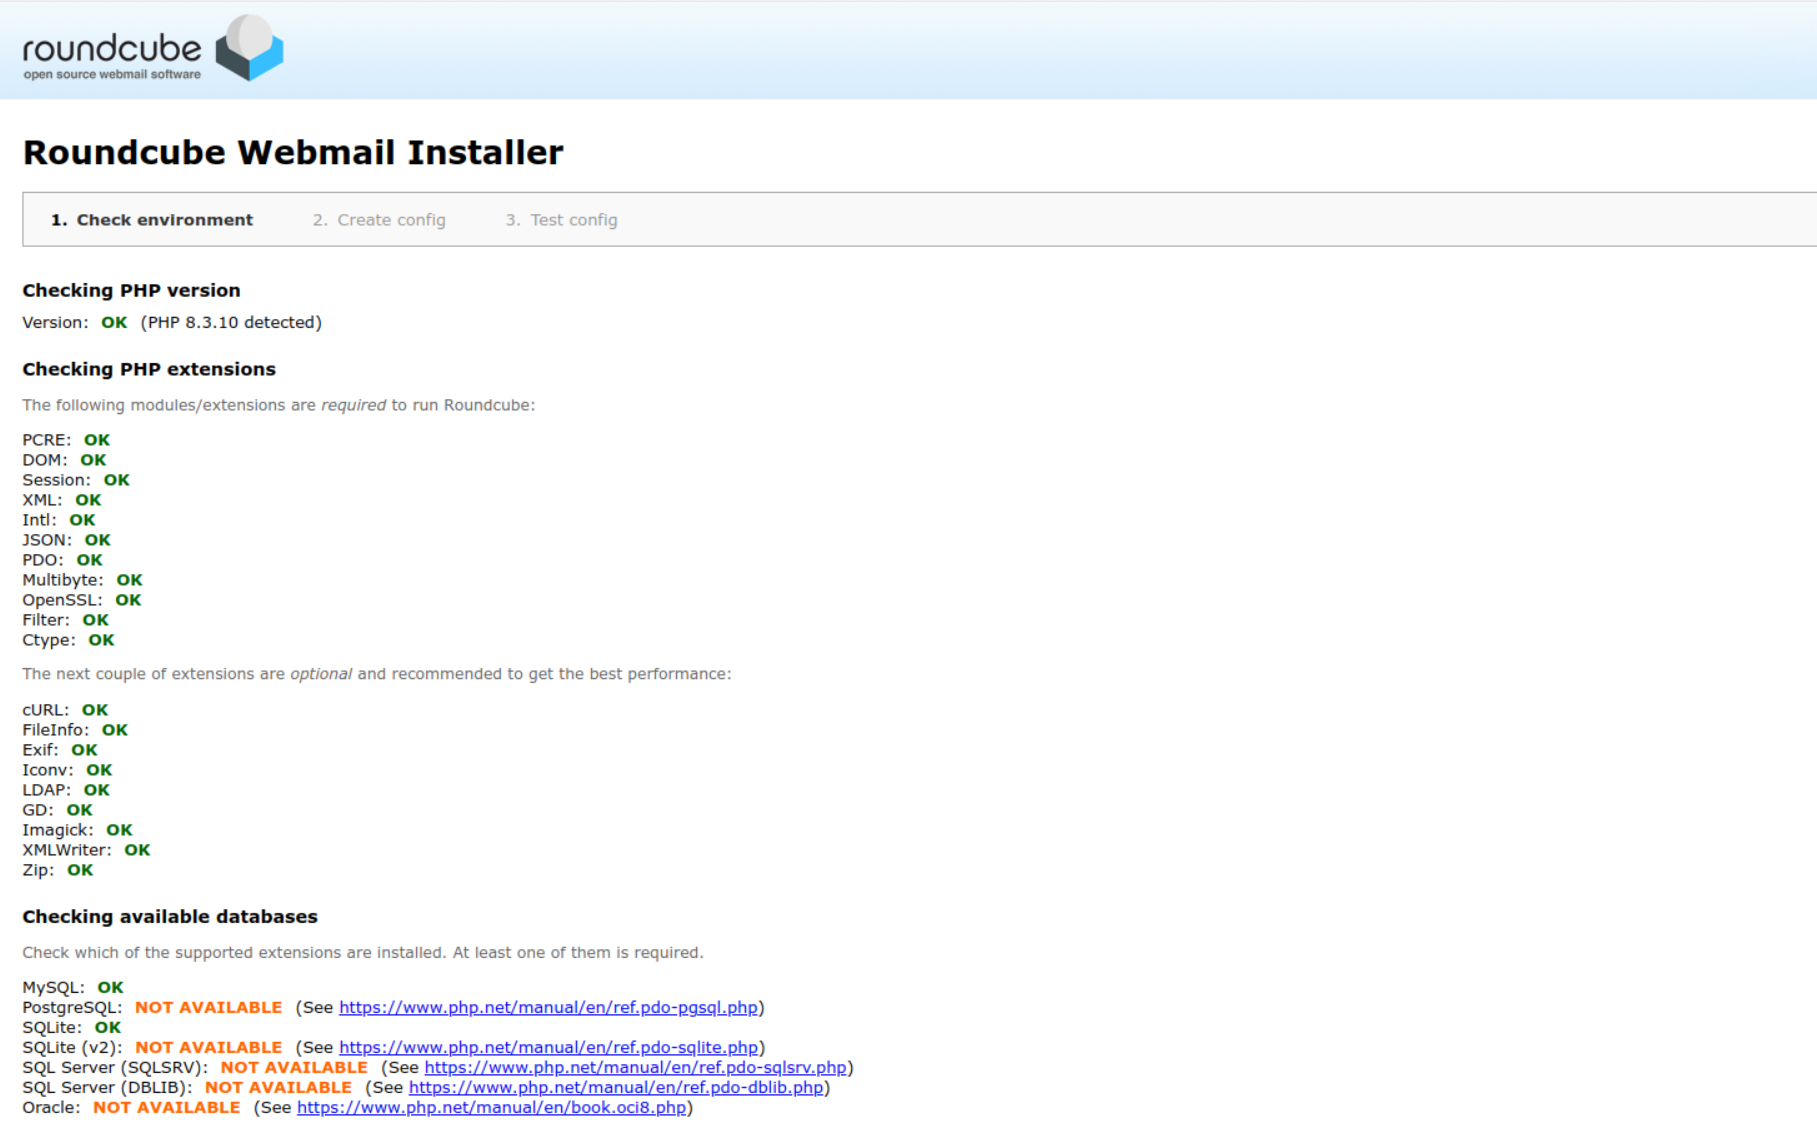 roundcube
open source webmail software
Roundcube Webmail Installer
1. Check environment 2. Create config 3. Test config
Checking PHP version
Version: OK (PHP 8.3.10 detected)
Checking PHP extensions
The following modules/extensions are required to run Roundcube:
PCRE: OK
DOM: OK
Session: OK
XML: OK
Intl: OK
JSON: OK
PDO: OK
Multibyte: OK
OpenSSL: OK
Filter: OK
Ctype: OK
The next couple of extensions are optional and recommended to get the best performance:
cURL: OK
FileInfo: OK
Exif: OK
Iconv: OK
LDAP: OK
GD: OK
Imagick: OK
XMLWriter: OK
Zip: OK
Checking available databases
Check which of the supported extensions are installed. At least one of them is required.
MySQL: OK
PostgreSQL: NOT AVAILABLE (See https://www.php.net/manual/en/ref.pdo-pgsql.php)
SQLite: OK
SQLite (v2): NOT AVAILABLE (See https://www.php.net/manual/en/ref.pdo-sqlite.php)
SQL Server (SQLSRV): NOT AVAILABLE (See https://www.php.net/manual/en/ref.pdo-sqlsrv.php)
SQL Server (DBLIB): NOT AVAILABLE (See https://www.php.net/manual/en/ref.pdo-dblib.php)
Oracle: NOT AVAILABLE (See https://www.php.net/manual/en/book.oci8.php)